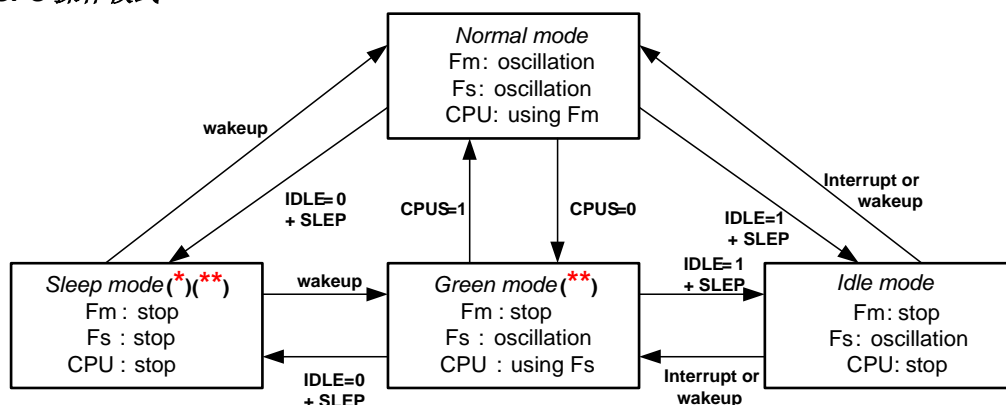 Normal mode
Fm: oscillation
Fs: oscillation
CPU: using Fm
wakeup
IDLE=0
+ SLEP
CPUS=1
CPUS=0
Interrupt or
wakeup
IDLE=1
+ SLEP
Sleep mode(*)(**)
Fm : stop
Fs : stop
CPU : stop
wakeup
IDLE=0
+ SLEP
Green mode(**)
Fm : stop
Fs : oscillation
CPU : using Fs
IDLE=1
+ SLEP
Interrupt or
wakeup
Idle mode
Fm: stop
Fs: oscillation
CPU: stop